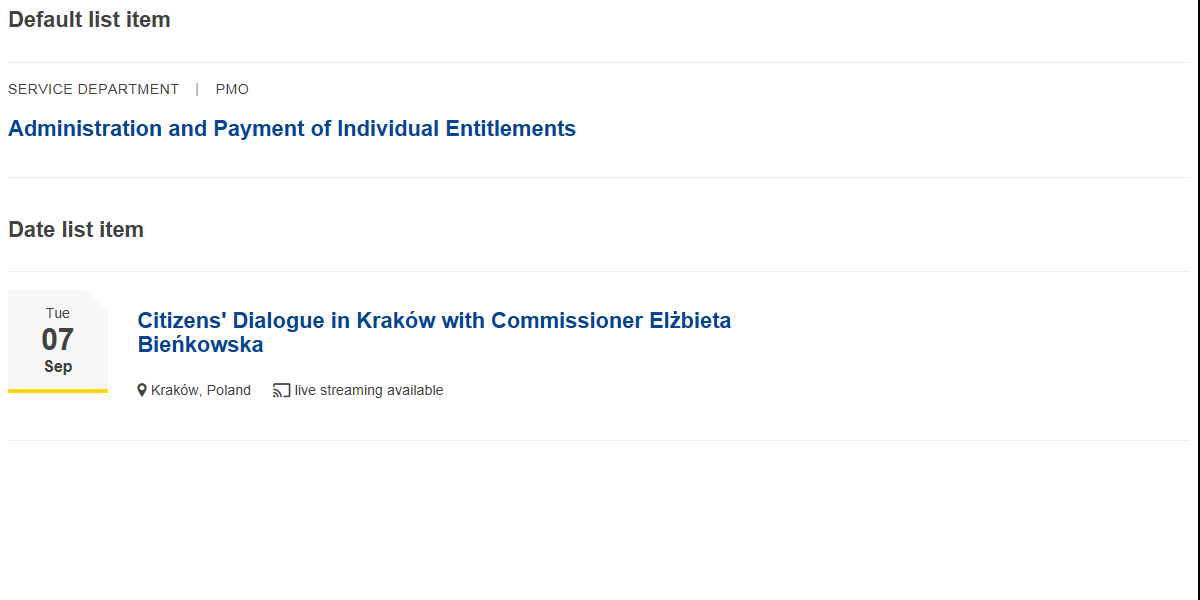 Default list item
SERVICE DEPARTMENT | PMO
Administration and Payment of Individual Entitlements
Date list item
Tue
07
Sep
Citizens' Dialogue in Kraków with Commissioner Elżbieta
Bieńkowska
Kraków, Poland live streaming available